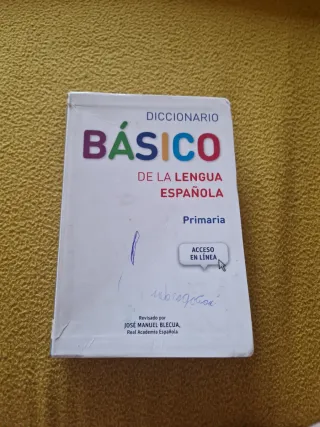 DICCIONARIO
BÁSICO
DE LA LENGUA
ESPAÑOLA
Primaria
ACCESO
EN LÍNEA
Revisado por
JOSÉ MANUEL BLECUA,
Real Academia Española